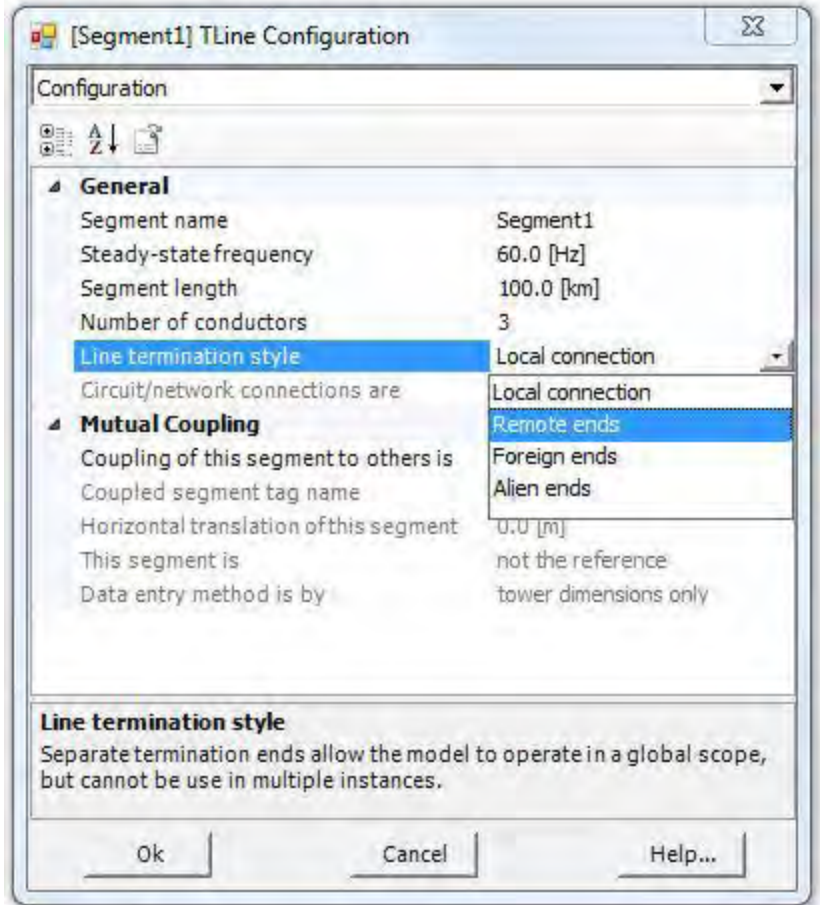 [Segment1] TLine Configuration
Configuration
General
Segment name Segment1
Steady-state frequency 60.0 [Hz]
Segment length 100.0 [km]
Number of conductors 3
Line termination style Local connection
Circuit/network connections are Local connection
Mutual Coupling Remote ends
Coupling of this segment to others is Foreign ends
Coupled segment tag name Alien ends
Horizontal translation of this segment 0.0 [m]
This segment is not the reference
Data entry method is by tower dimensions only
Line termination style
Separate termination ends allow the model to operate in a global scope,
but cannot be use in multiple instances.
Ok Cancel Help...